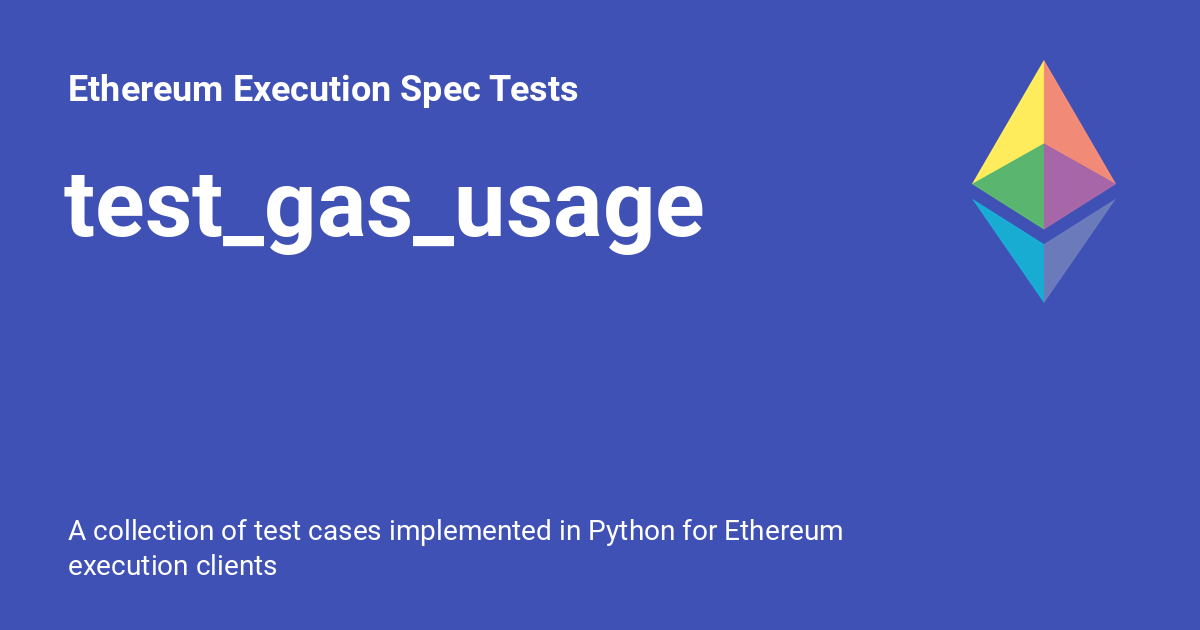 Ethereum Execution Spec Tests
test_gas_usage
A collection of test cases implemented in Python for Ethereum
execution clients